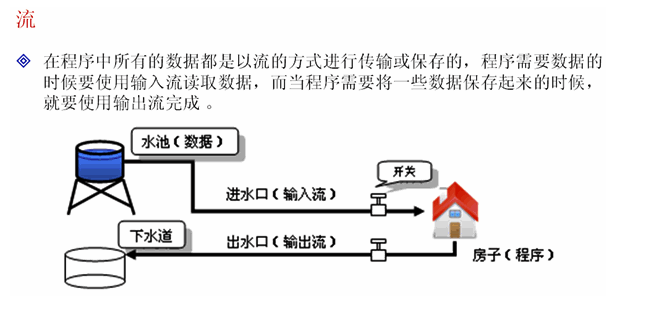 流
在程序中所有的数据都是以流的方式进行传输或保存的，程序需要数据的
时候要使用输入流读取数据，而当程序需要将一些数据保存起来的时候，
就要使用输出流完成 。
水池（数据）
开关
进水口（输入流）
下水道
出水口（输出流）
房子（程序）